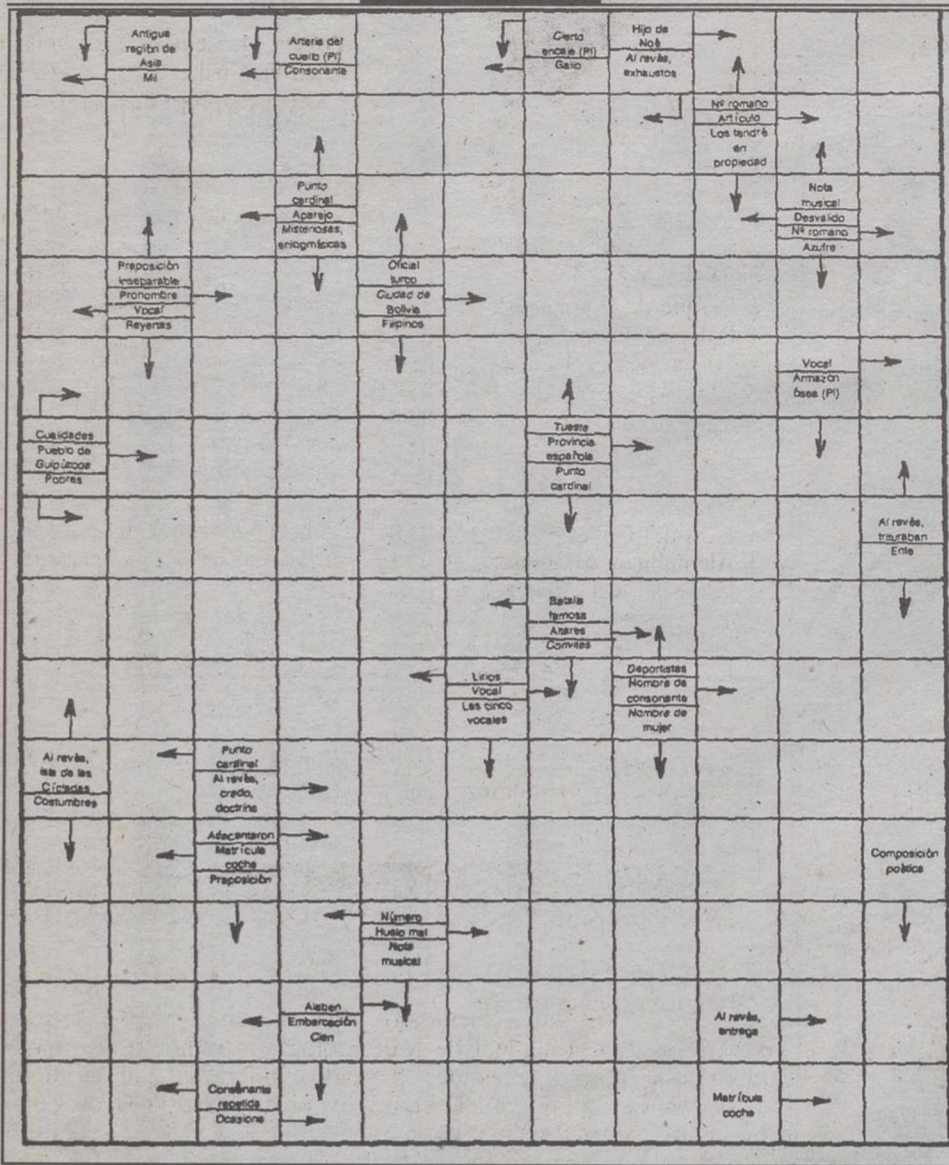 Antigua
región de
Asia
Mil
Arteria del
cuello (Pl)
Consonante
Cierto
encaje (Pl)
Galio
Hijo de
Noé
Al revés,
exhaustos
Nº romano
Artículo
Los tendré
en
propiedad
Punto
cardinal
Aparejo
Misteriosas,
enigmáticas
Nota
musical
Desvalido
Nº romano
Azufre
Preposición
inseparable
Pronombre
Vocal
Reyertas
Oficial
turco
Ciudad de
Bolivia
Filipinos
Vocal
Armazón
ósea (Pl)
Cualidades
Pueblo de
Guipúzcoa
Pobres
Tueste
Provincia
española
Punto
cardinal
Al revés,
trituraban
Ente
Batalla
famosa
Altares
Convites
Lirios
Vocal
Las cinco
vocales
Deportistas
Nombre de
consonante
Nombre de
mujer
Al revés,
isla de las
Cícladas
Costumbres
Punto
cardinal
Al revés,
credo,
doctrina
Adecentaron
Matrícula
coche
Preposición
Composición
poética
Número
Huelo mal
Nota
musical
Alaben
Embarcación
Cien
Al revés,
entrega
Consonante
repetida
Ocasione
Matrícula
coche